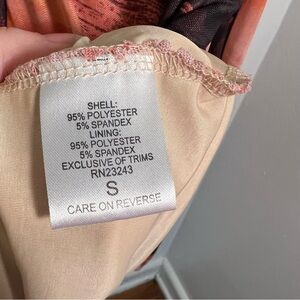 SHELL:
95% POLYESTER
5% SPANDEX
LINING:
95% POLYESTER
5% SPANDEX
EXCLUSIVE OF TRIMS
RN23243
S
CARE ON REVERSE